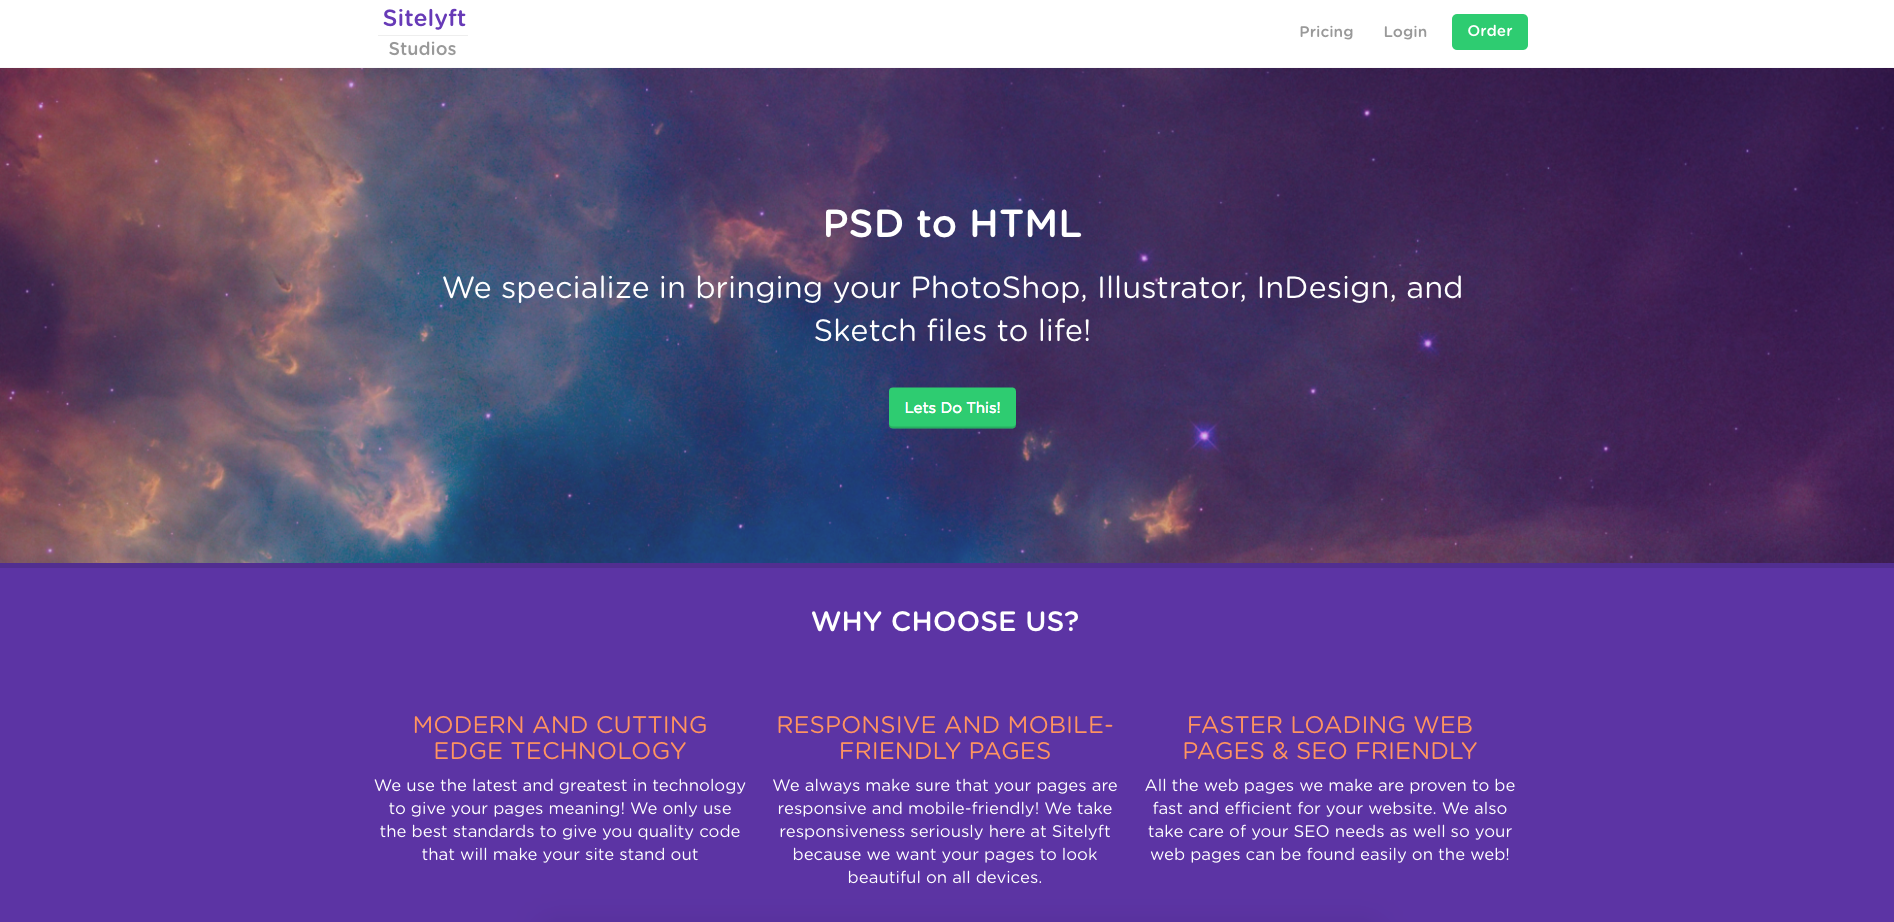 Sitelyft
Studios
Pricing
Login
Order
PSD to HTML
We specialize in bringing your PhotoShop, Illustrator, InDesign, and
Sketch files to life!
Lets Do This!
WHY CHOOSE US?
MODERN AND CUTTING
EDGE TECHNOLOGY
We use the latest and greatest in technology
to give your pages meaning! We only use
the best standards to give you quality code
that will make your site stand out
RESPONSIVE AND MOBILE-
FRIENDLY PAGES
We always make sure that your pages are
responsive and mobile-friendly! We take
responsiveness seriously here at Sitelyft
because we want your pages to look
beautiful on all devices.
FASTER LOADING WEB
PAGES & SEO FRIENDLY
All the web pages we make are proven to be
fast and efficient for your website. We also
take care of your SEO needs as well so your
web pages can be found easily on the web!